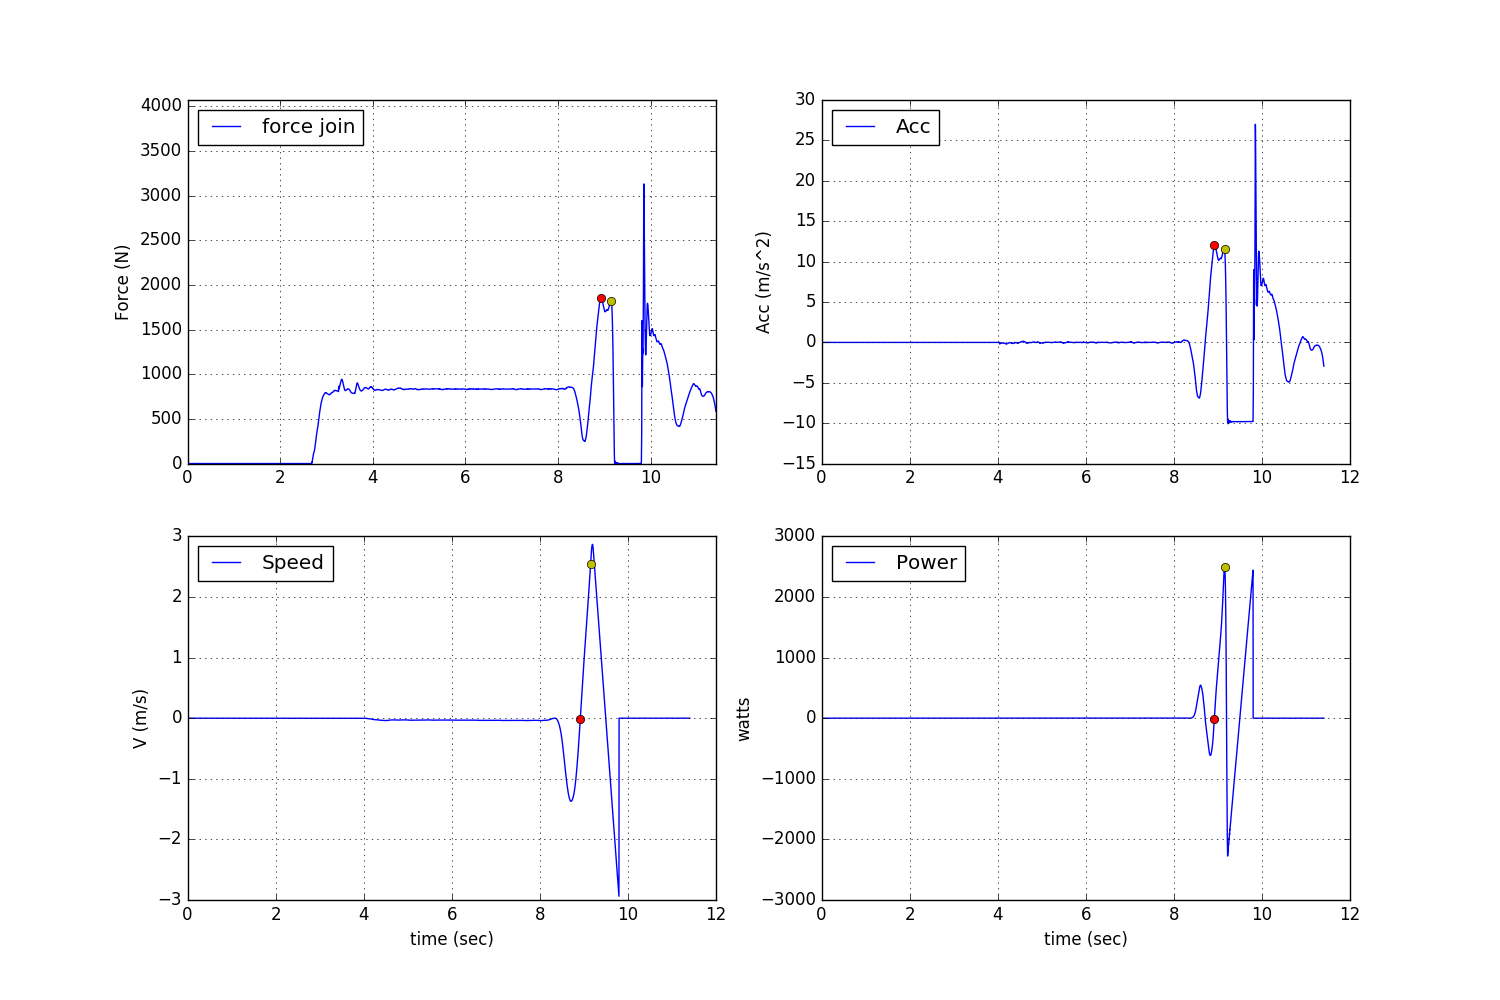 force join
Force (N)
4000
3500
3000
2500
2000
1500
1000
500
0
0 2 4 6 8 10
Acc
Acc (m/s^2)
30
25
20
15
10
5
0
−5
−10
−15
0 2 4 6 8 10 12
Speed
V (m/s)
3
2
1
0
−1
−2
−3
0 2 4 6 8 10 12
time (sec)
Power
watts
3000
2000
1000
0
−1000
−2000
−3000
0 2 4 6 8 10 12
time (sec)